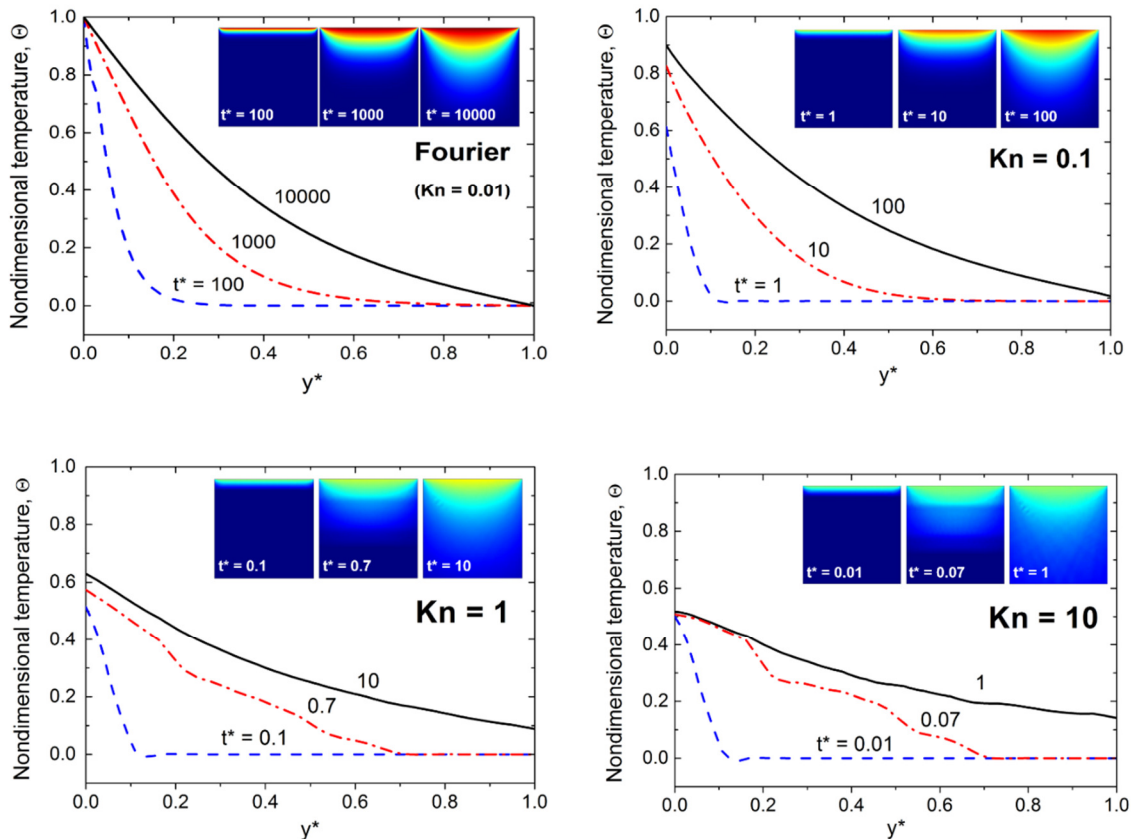 1.0
0.8
0.6
0.4
0.2
0.0
Nondimensional temperature, Θ
t* = 100
t* = 1000
t* = 10000
Fourier
(Kn = 0.01)
10000
1000
t* = 100
0.0 0.2 0.4 0.6 0.8 1.0
y*
1.0
0.8
0.6
0.4
0.2
0.0
Nondimensional temperature, Θ
t* = 1
t* = 10
t* = 100
Kn = 0.1
100
10
t* = 1
0.0 0.2 0.4 0.6 0.8 1.0
y*
1.0
0.8
0.6
0.4
0.2
0.0
Nondimensional temperature, Θ
t* = 0.1
t* = 0.7
t* = 10
Kn = 1
10
0.7
t* = 0.1
0.0 0.2 0.4 0.6 0.8 1.0
y*
1.0
0.8
0.6
0.4
0.2
0.0
Nondimensional temperature, Θ
t* = 0.01
t* = 0.07
t* = 1
Kn = 10
1
0.07
t* = 0.01
0.0 0.2 0.4 0.6 0.8 1.0
y*